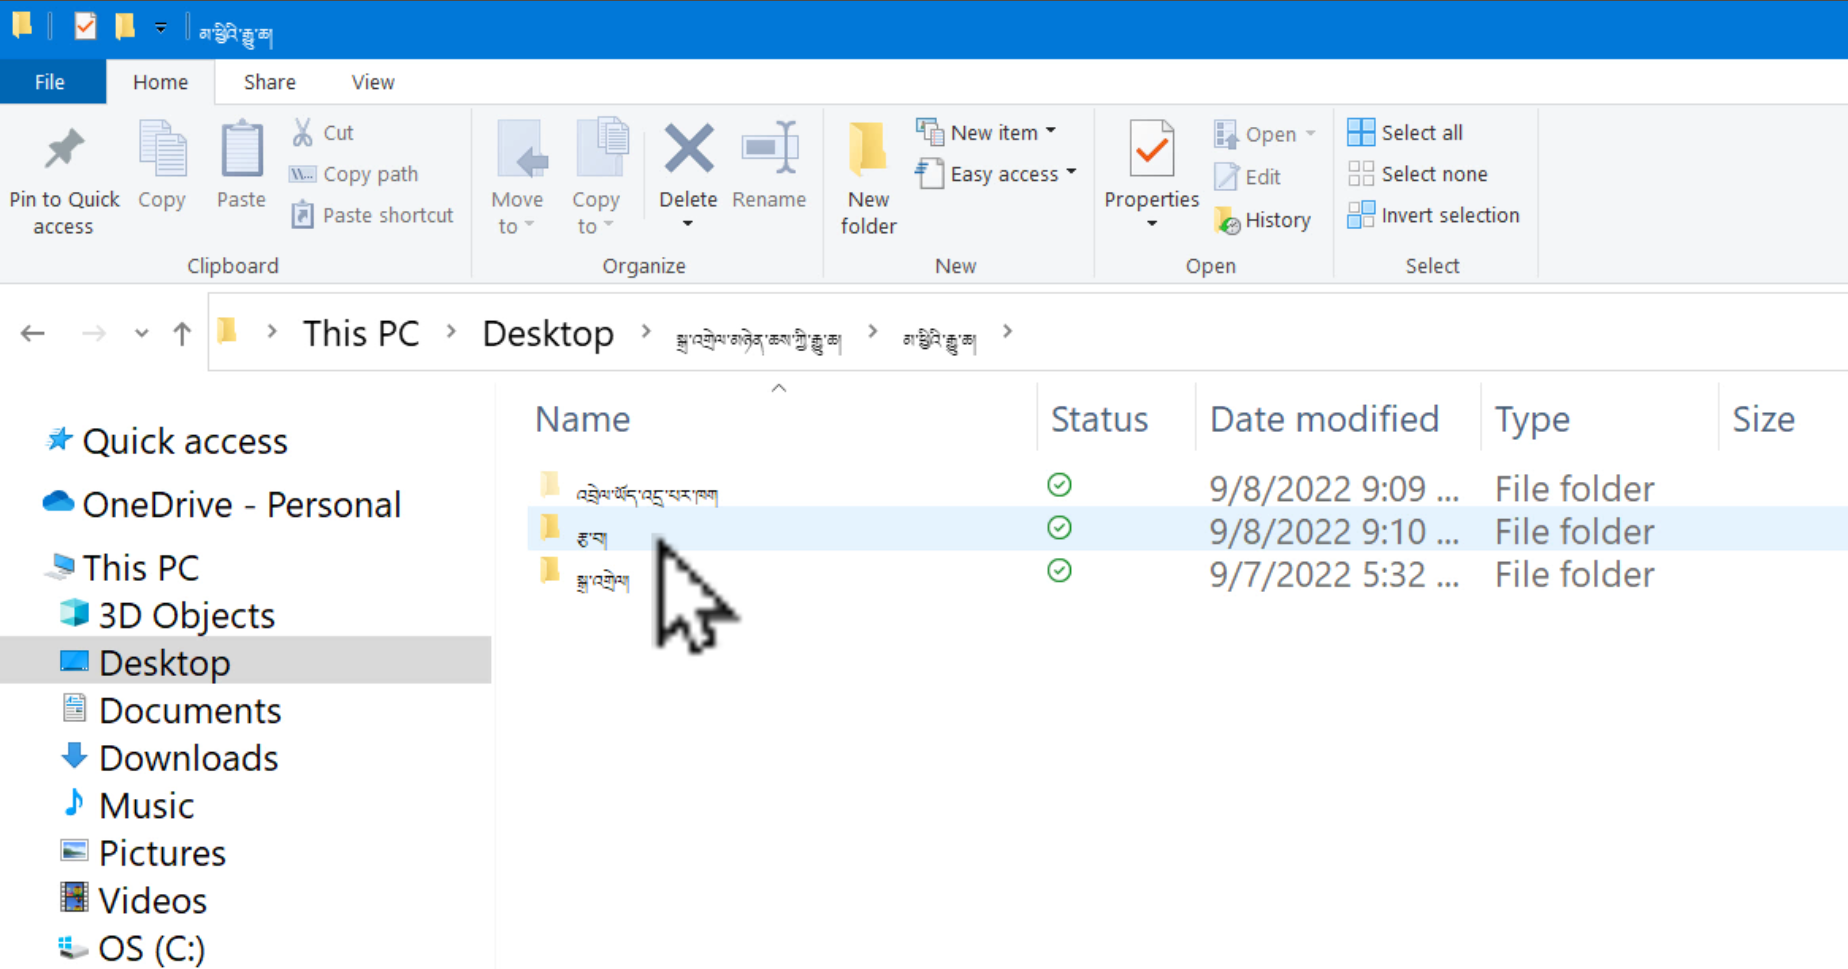 མ་ཕྱིའི་རྒྱུ་ཆ།
File Home Share View
Pin to Quick access
Copy
Paste
Cut
Copy path
Paste shortcut
Clipboard
Move to
Copy to
Delete
Rename
Organize
New folder
New item
Easy access
New
Properties
Open
Edit
History
Open
Select all
Select none
Invert selection
Select
This PC > Desktop > སྒྲ་འགྲེལ་མཉེན་ཆས་ཀྱི་རྒྱུ་ཆ། > མ་ཕྱིའི་རྒྱུ་ཆ། >
Name Status Date modified Type Size
འབྲེལ་ཡོད་འདྲ་པར་ཁག 9/8/2022 9:09 ... File folder
རྩ་བ། 9/8/2022 9:10 ... File folder
སྒྲ་འགྲེལ། 9/7/2022 5:32 ... File folder
Quick access
OneDrive - Personal
This PC
3D Objects
Desktop
Documents
Downloads
Music
Pictures
Videos
OS (C:)